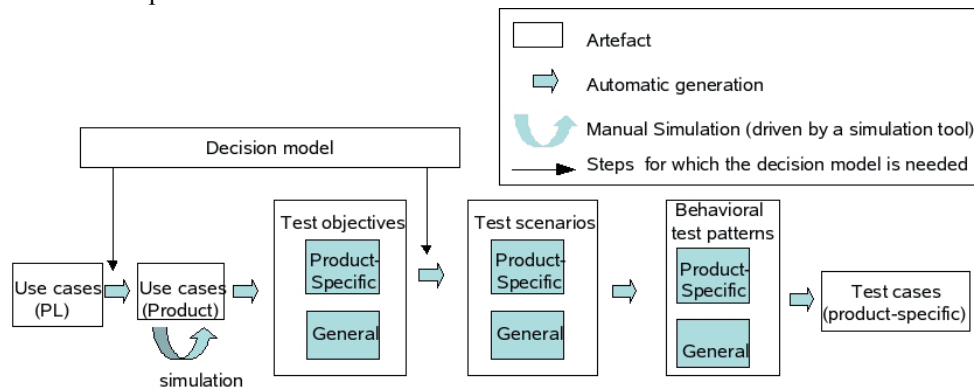 Artefact
Automatic generation
Manual Simulation (driven by a simulation tool)
Steps for which the decision model is needed
Decision model
Use cases
(PL)
Use cases
(Product)
simulation
Test objectives
Product-
Specific
General
Test scenarios
Product-
Specific
General
Behavioral
test patterns
Product-
Specific
General
Test cases
(product-specific)